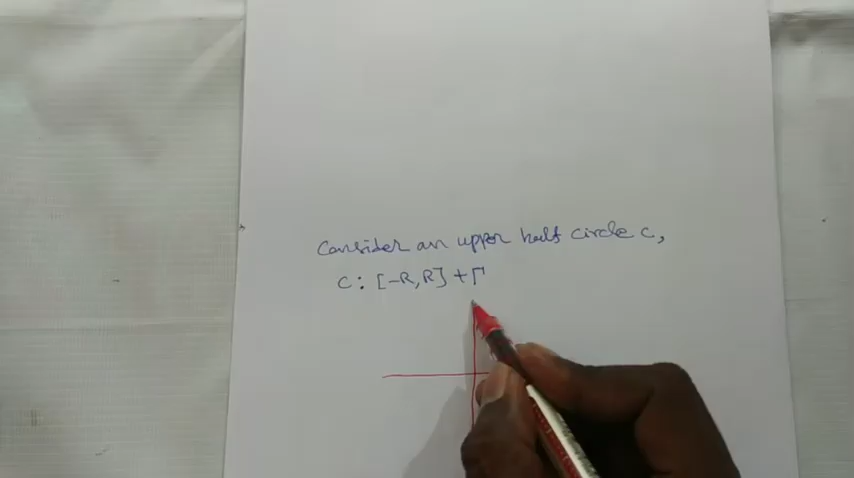 Consider an upper half circle C,
C: [-R, R] + Γ